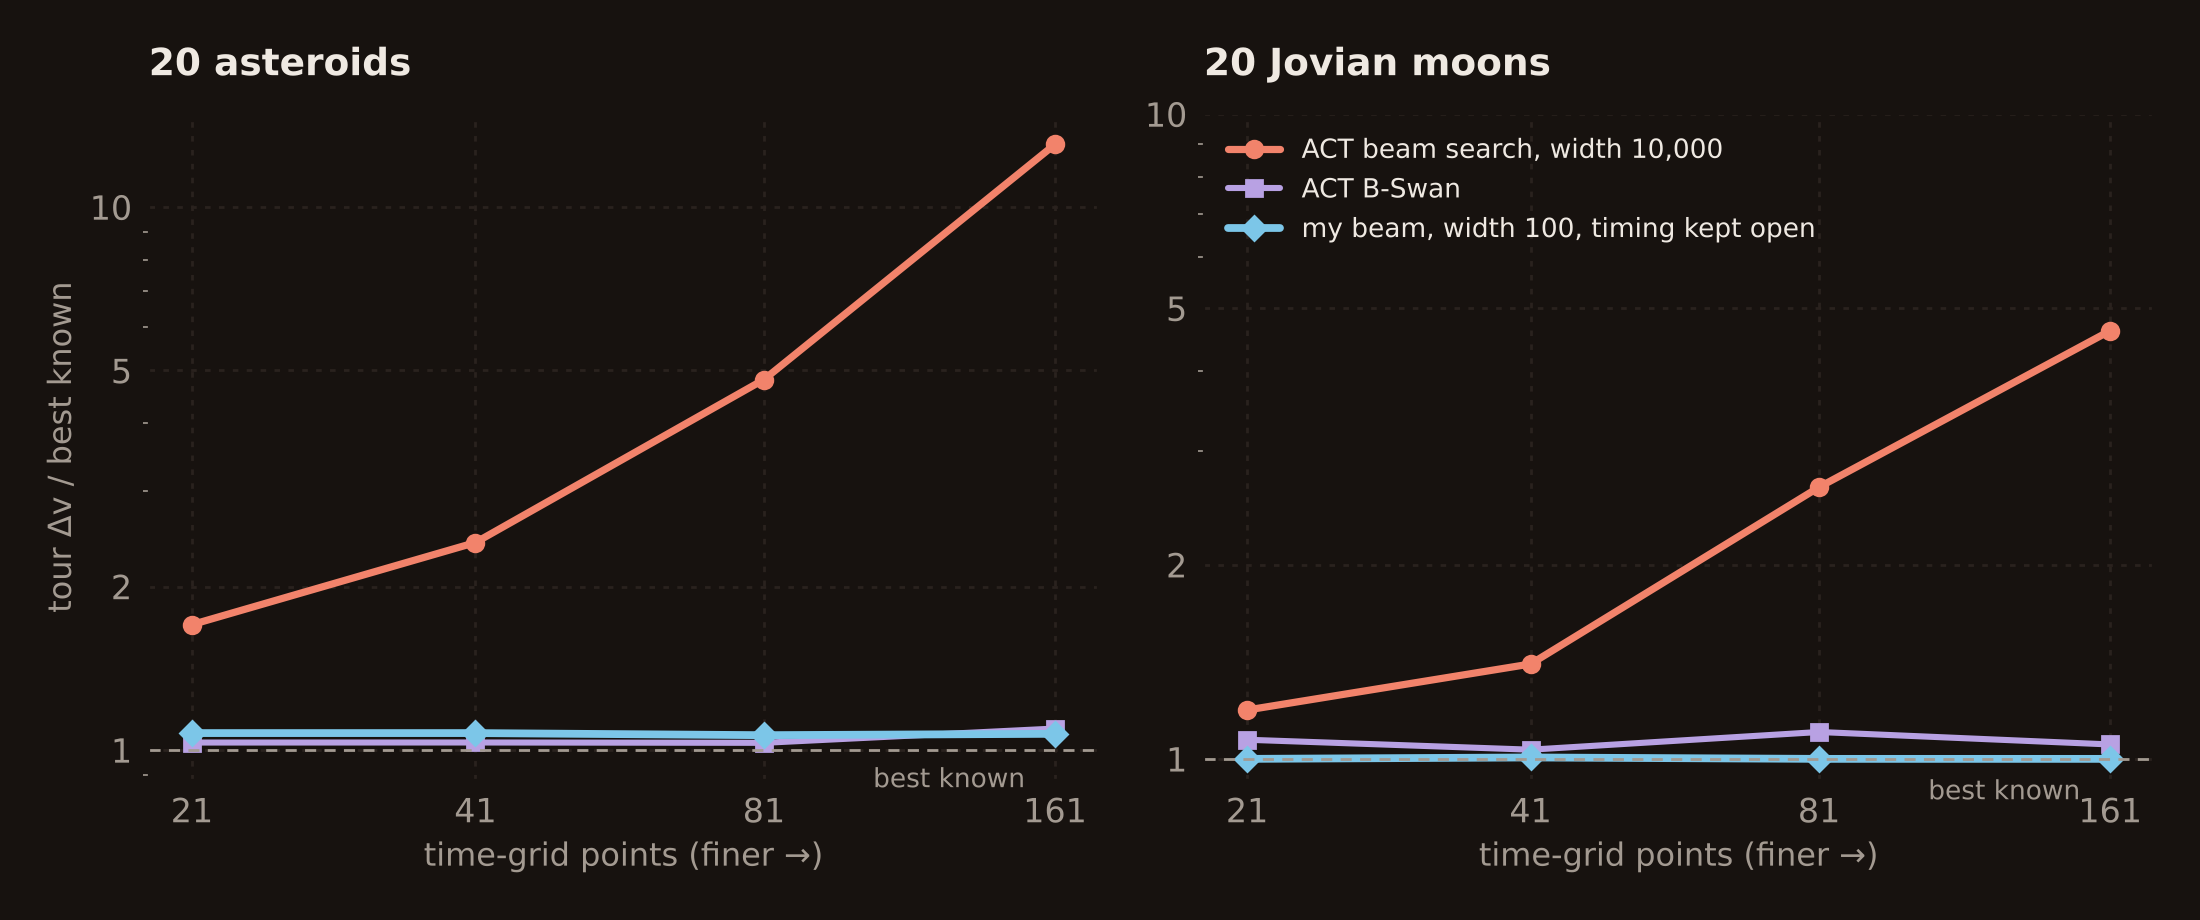 20 asteroids
tour Δv / best known
10
5
2
1
best known
21 41 81 161
time-grid points (finer →)
20 Jovian moons
10
5
2
1
ACT beam search, width 10,000
ACT B-Swan
my beam, width 100, timing kept open
best known
21 41 81 161
time-grid points (finer →)